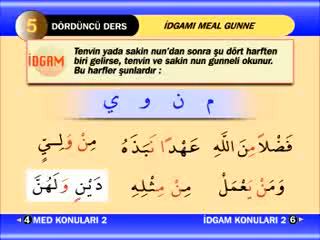 5 DÖRDÜNCÜ DERS İDGAMI MEAL GUNNE
İDGAM
Tenvin yada sakin nun'dan sonra şu dört harften
biri gelirse, tenvin ve sakin nun gunneli okunur.
Bu harfler şunlardır :
م ن و ي
فَضْلًا مِنَ اللَّهِ عَهْدًا نَبَذَهُ مِنْ وَلِيٍّ
وَمَنْ يَعْمَلْ مِنْ مِثْلِهِ دَيْنٍ وَلَهُنَّ
4 MED KONULARI 2 İDGAM KONULARI 2 6